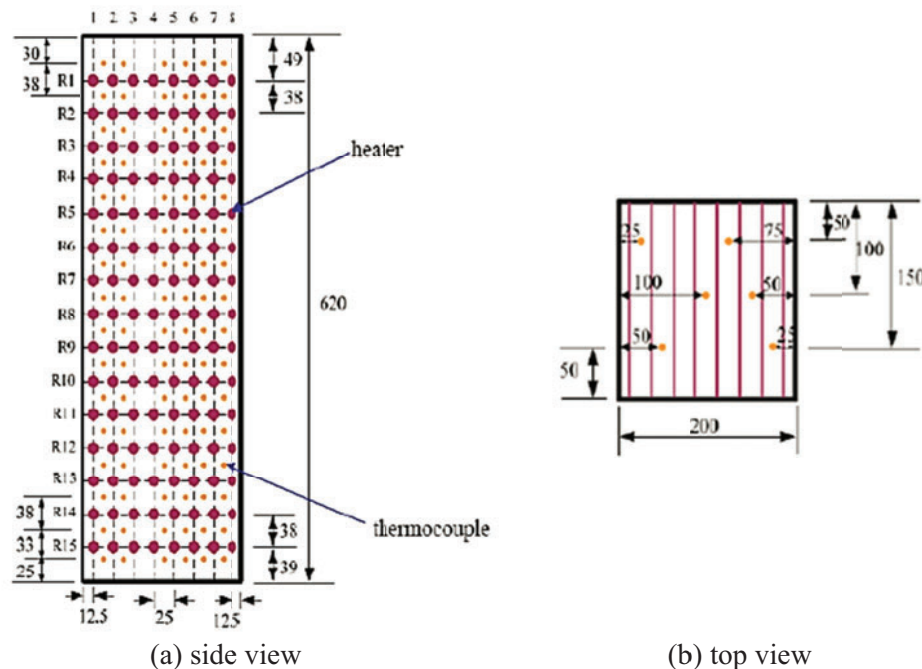 1 2 3 4 5 6 7 8
30
49
38
R1
38
R2
R3
heater
R4
R5
R6
R7
620
R8
R9
R10
R11
R12
R13
38
R14
thermocouple
38
33
R15
39
25
12.5
25
125
(a) side view
25
75
50
100
150
100
50
50
25
50
200
(b) top view